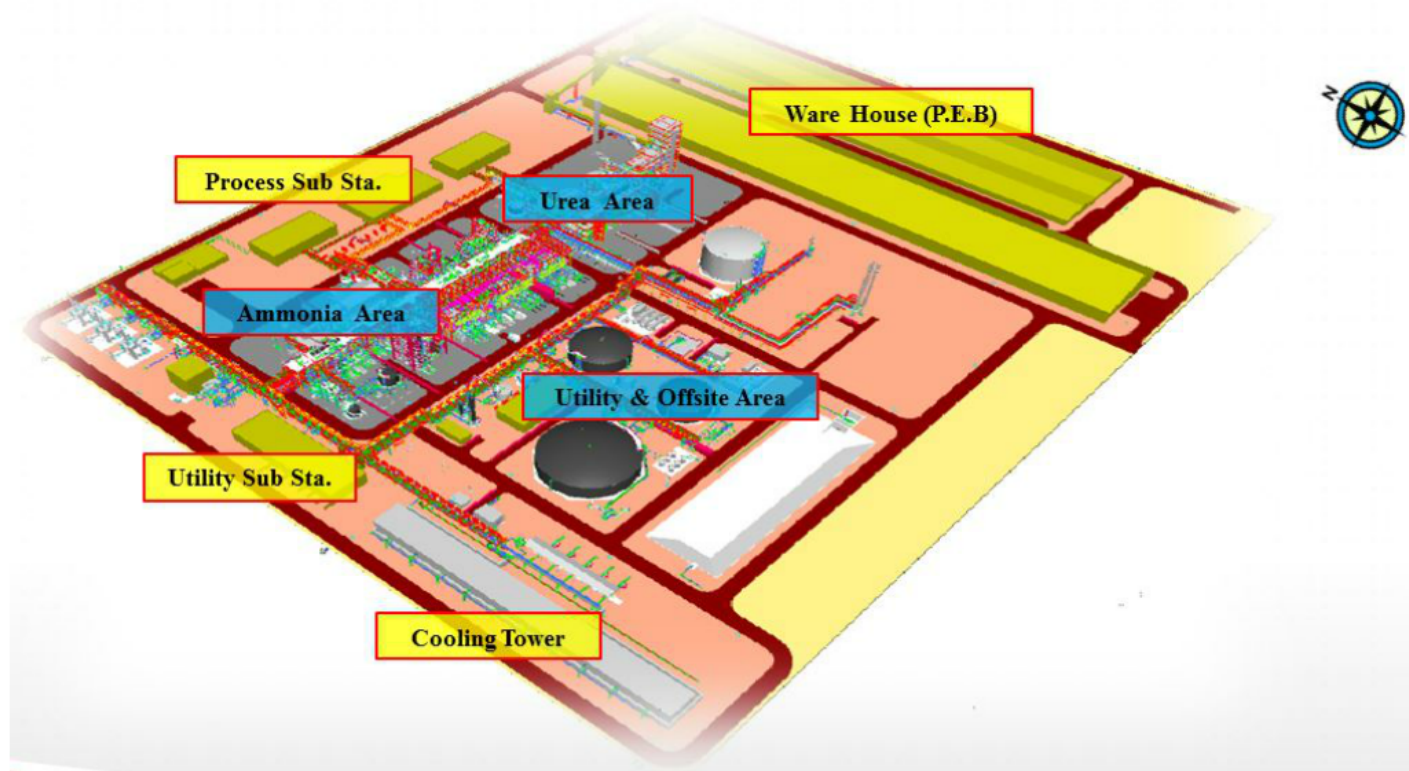 Ware House (P.E.B)
N
Process Sub Sta.
Urea Area
Ammonia Area
Utility & Offsite Area
Utility Sub Sta.
Cooling Tower